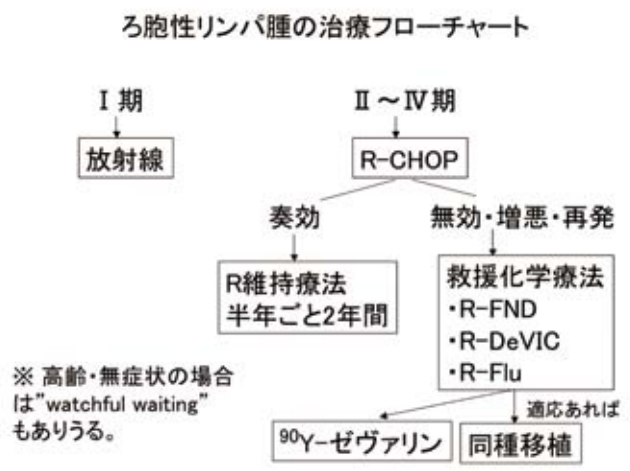 ろ胞性リンパ腫の治療フローチャート
Ⅰ期
Ⅱ～Ⅳ期
放射線
R-CHOP
奏効
無効・増悪・再発
R維持療法
半年ごと2年間
救援化学療法
・R-FND
・R-DeVIC
・R-Flu
※ 高齢・無症状の場合
は”watchful waiting”
もありうる。
適応あれば
90Y-ゼヴァリン
同種移植